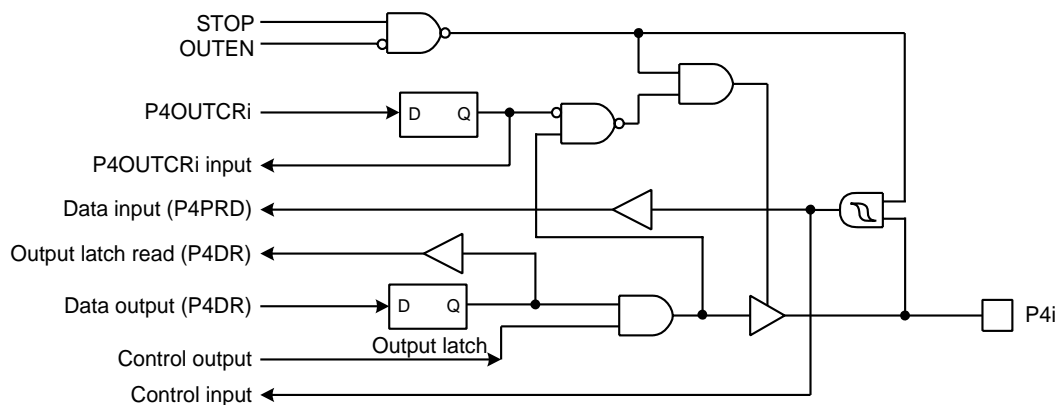 STOP
OUTEN
P4OUTCRi
D Q
P4OUTCRi input
Data input (P4PRD)
Output latch read (P4DR)
Data output (P4DR)
D Q
P4i
Output latch
Control output
Control input